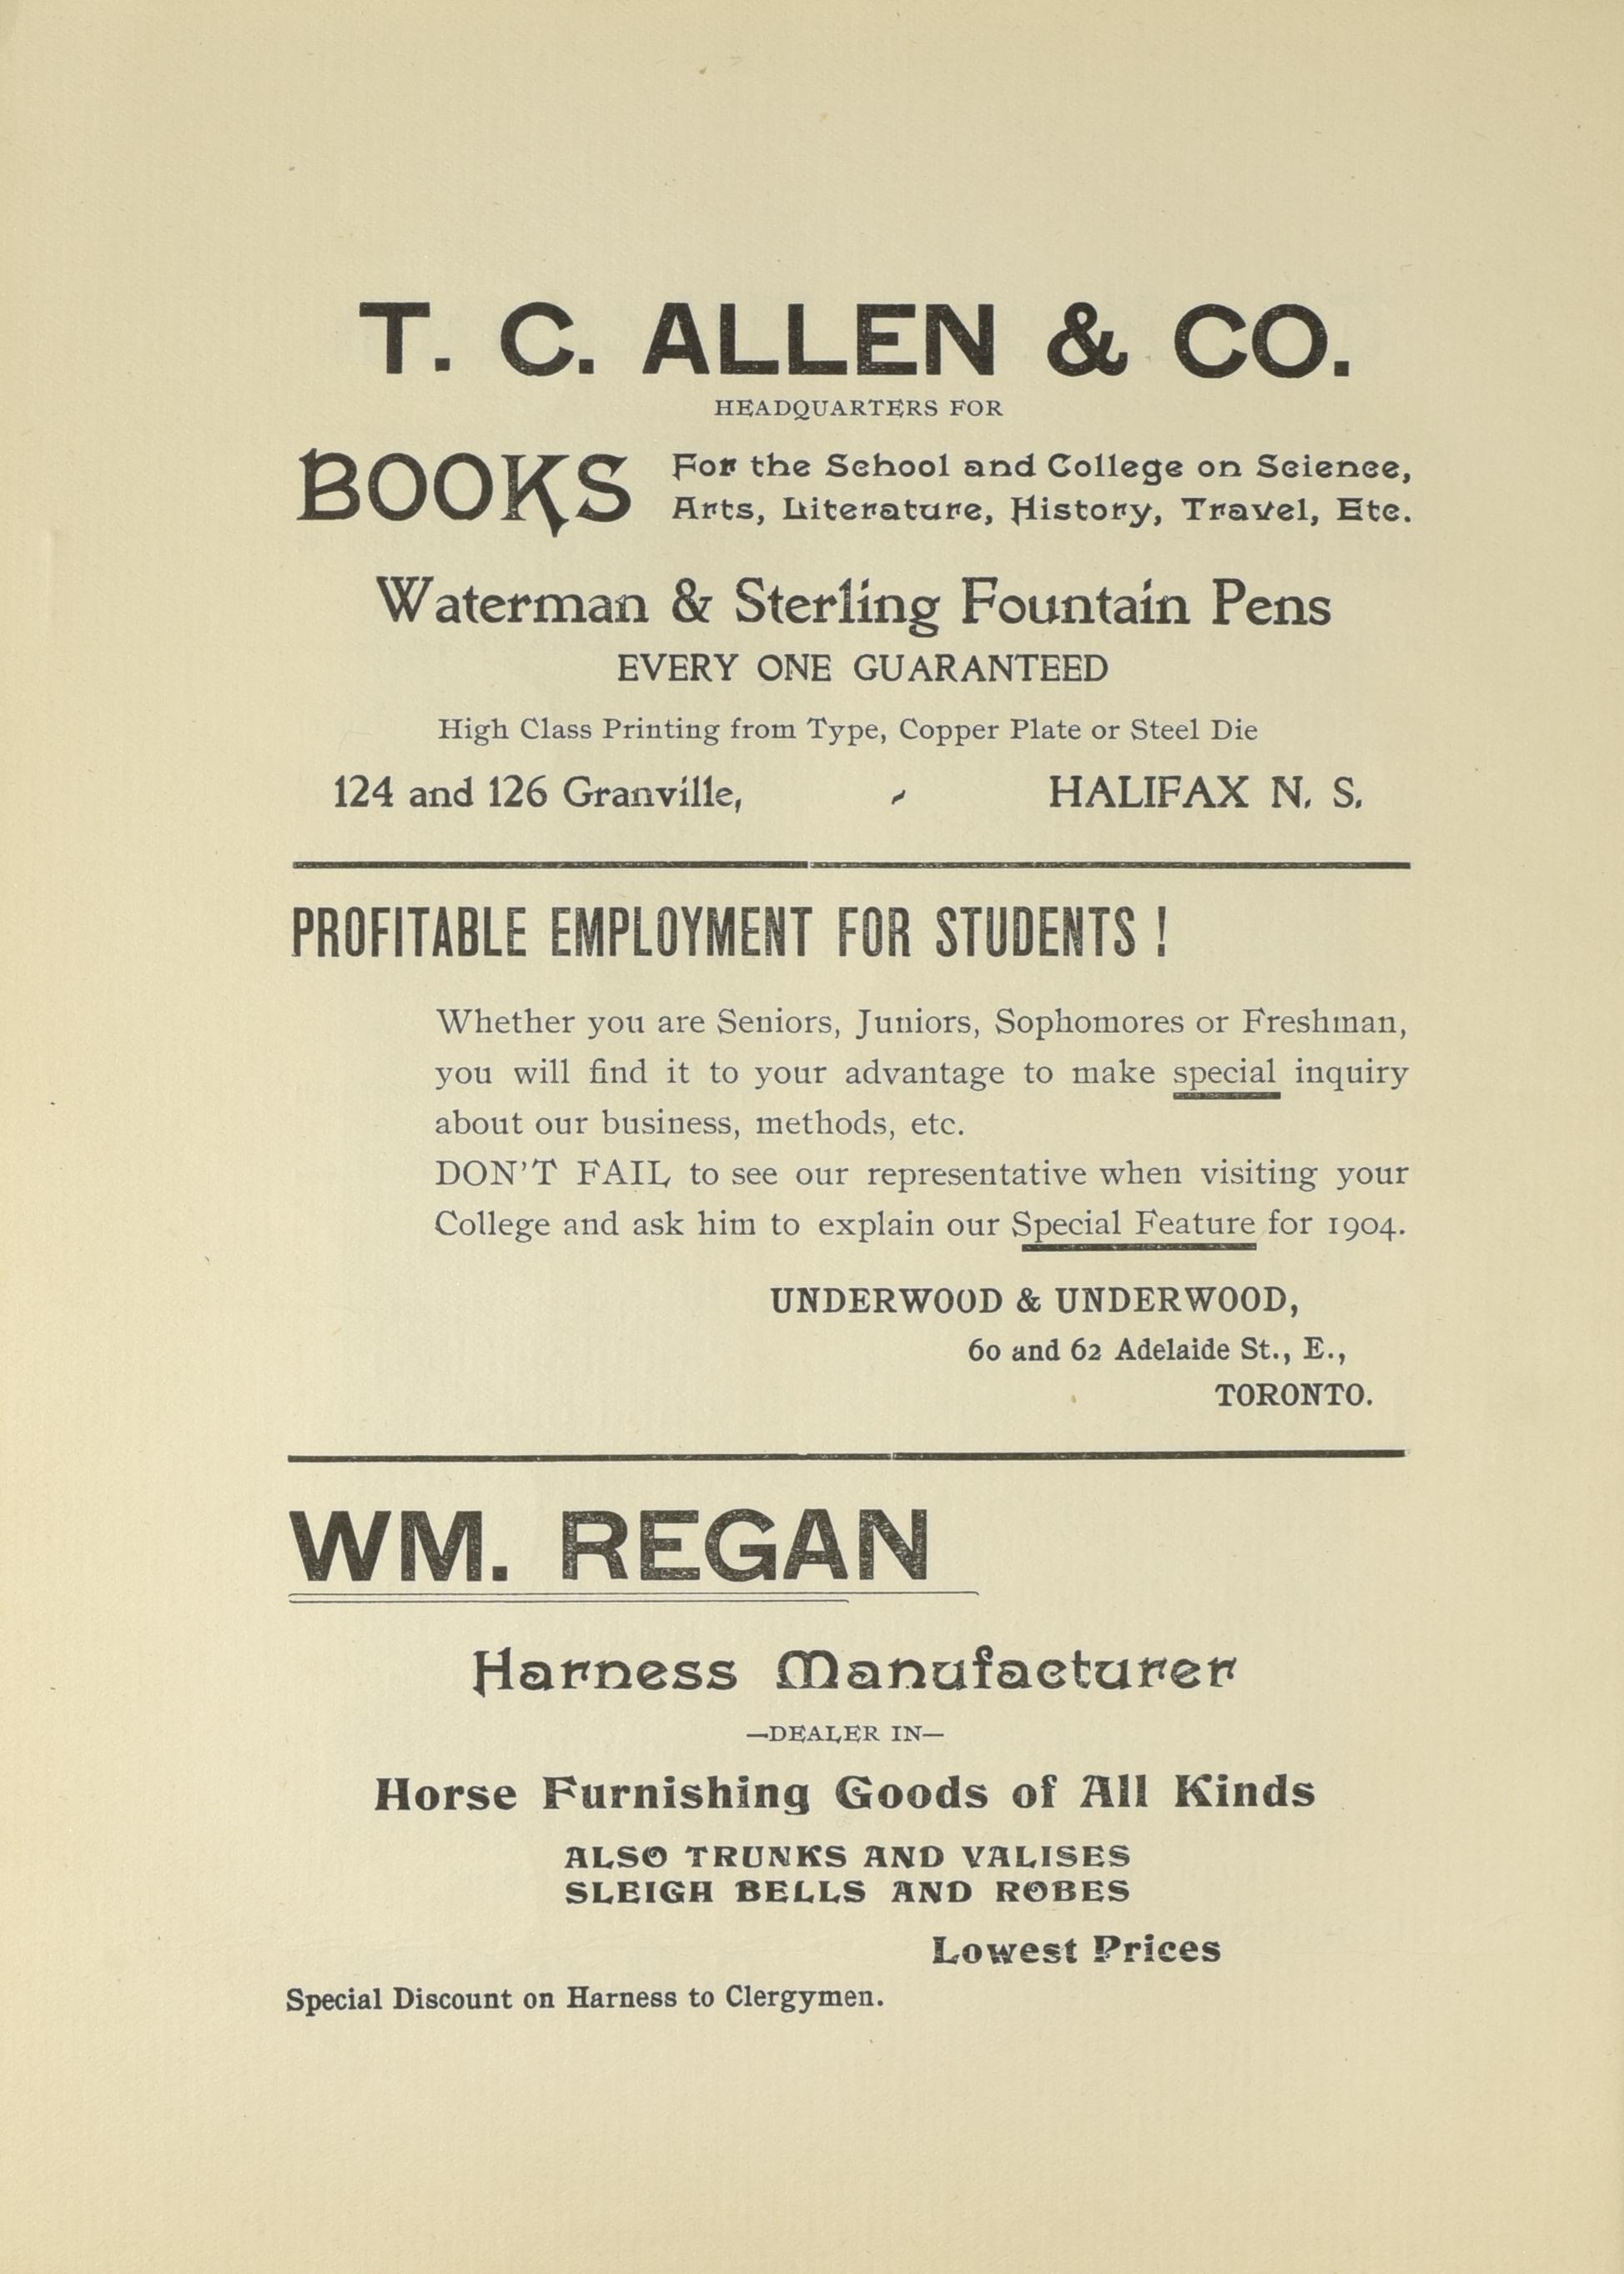 T. C. ALLEN & CO.
HEADQUARTERS FOR
BOOKS For the School and College on Science,
Arts, Literature, History, Travel, Etc.
Waterman & Sterling Fountain Pens
EVERY ONE GUARANTEED
High Class Printing from Type, Copper Plate or Steel Die
124 and 126 Granville, - HALIFAX N. S.
PROFITABLE EMPLOYMENT FOR STUDENTS !
Whether you are Seniors, Juniors, Sophomores or Freshman,
you will find it to your advantage to make special inquiry
about our business, methods, etc.
DON'T FAIL to see our representative when visiting your
College and ask him to explain our Special Feature for 1904.
UNDERWOOD & UNDERWOOD,
60 and 62 Adelaide St., E.,
TORONTO.
WM. REGAN
Harness Manufacturer
—DEALER IN—
Horse Furnishing Goods of All Kinds
ALSO TRUNKS AND VALISES
SLEIGH BELLS AND ROBES
Lowest Prices
Special Discount on Harness to Clergymen.